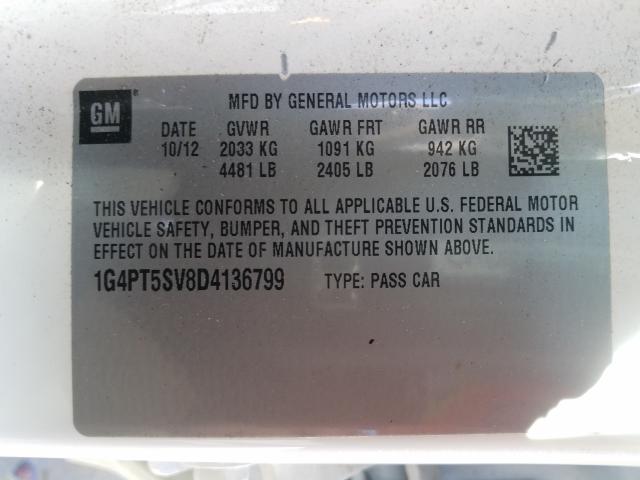 GM
®
MFD BY GENERAL MOTORS LLC
DATE GVWR GAWR FRT GAWR RR
10/12 2033 KG 1091 KG 942 KG
4481 LB 2405 LB 2076 LB
THIS VEHICLE CONFORMS TO ALL APPLICABLE U.S. FEDERAL MOTOR
VEHICLE SAFETY, BUMPER, AND THEFT PREVENTION STANDARDS IN
EFFECT ON THE DATE OF MANUFACTURE SHOWN ABOVE.
1G4PT5SV8D4136799 TYPE: PASS CAR